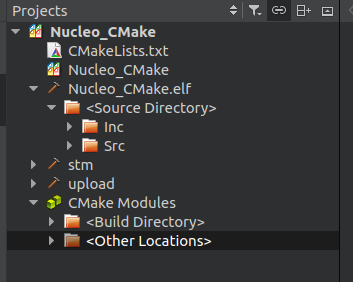 Projects
Nucleo_CMake
CMakeLists.txt
Nucleo_CMake
Nucleo_CMake.elf
<Source Directory>
Inc
Src
stm
upload
CMake Modules
<Build Directory>
<Other Locations>